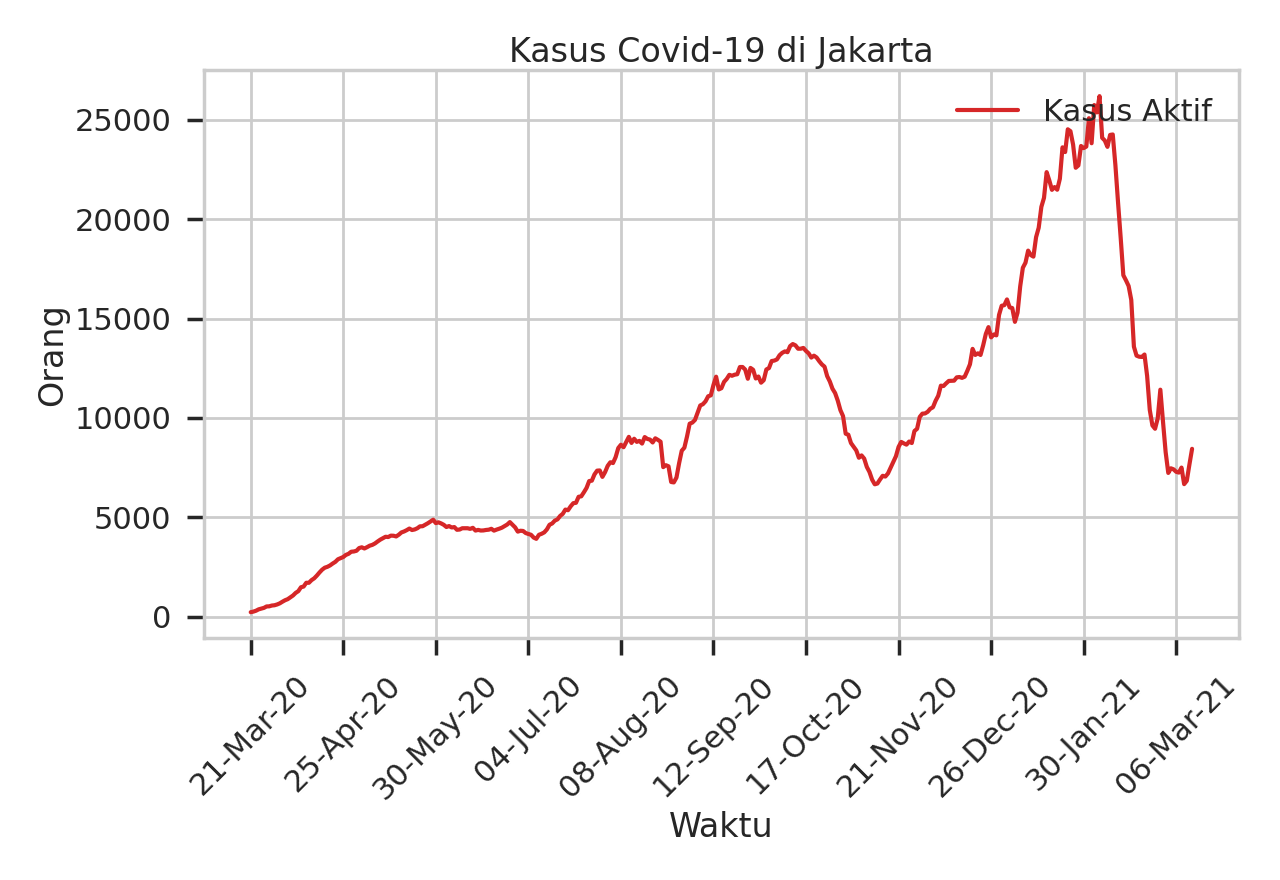 Kasus Covid-19 di Jakarta
Kasus Aktif
25000
20000
15000
10000
5000
0
Orang
21-Mar-20
25-Apr-20
30-May-20
04-Jul-20
08-Aug-20
12-Sep-20
17-Oct-20
21-Nov-20
26-Dec-20
30-Jan-21
06-Mar-21
Waktu